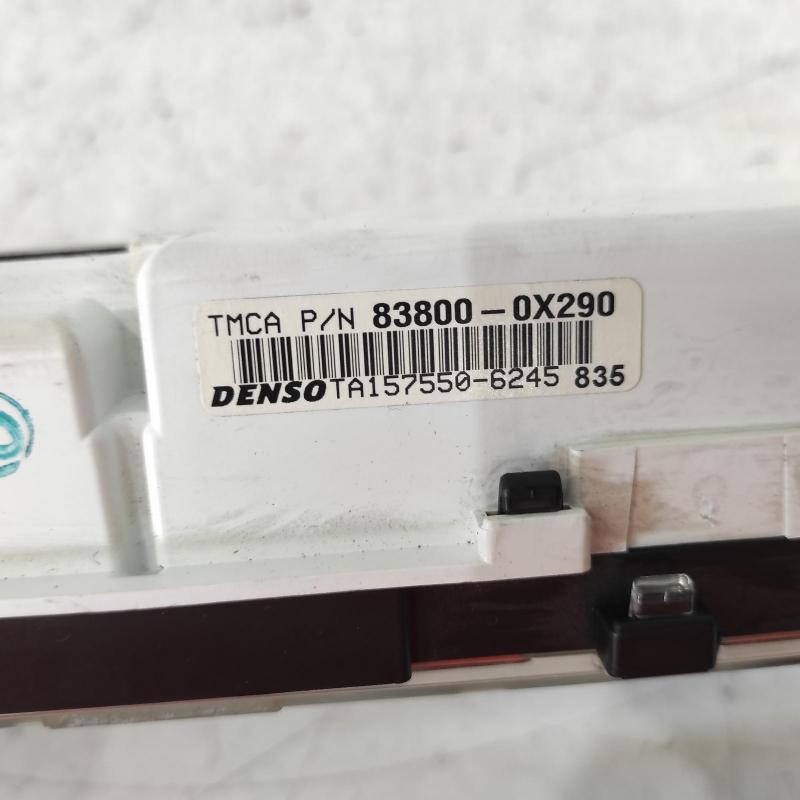 TMCA P/N 83800-0X290
DENSO TA157550-6245 835